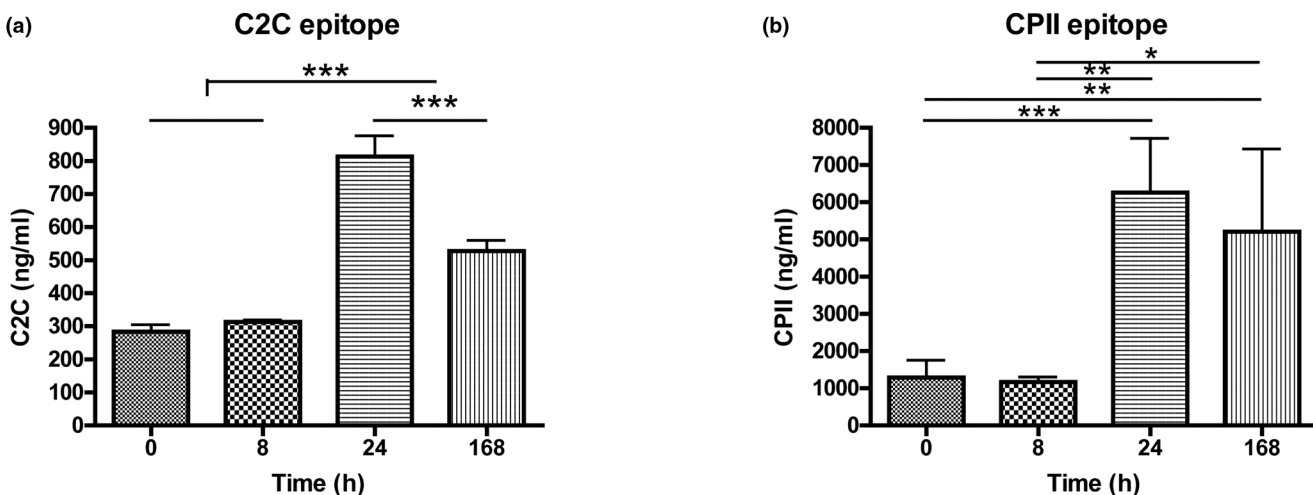 (a)
C2C epitope
***
***
C2C (ng/ml)
900
800
700
600
500
400
300
200
100
0
0 8 24 168
Time (h)
(b)
CPII epitope
*
**
**
***
CPII (ng/ml)
8000
7000
6000
5000
4000
3000
2000
1000
0
0 8 24 168
Time (h)